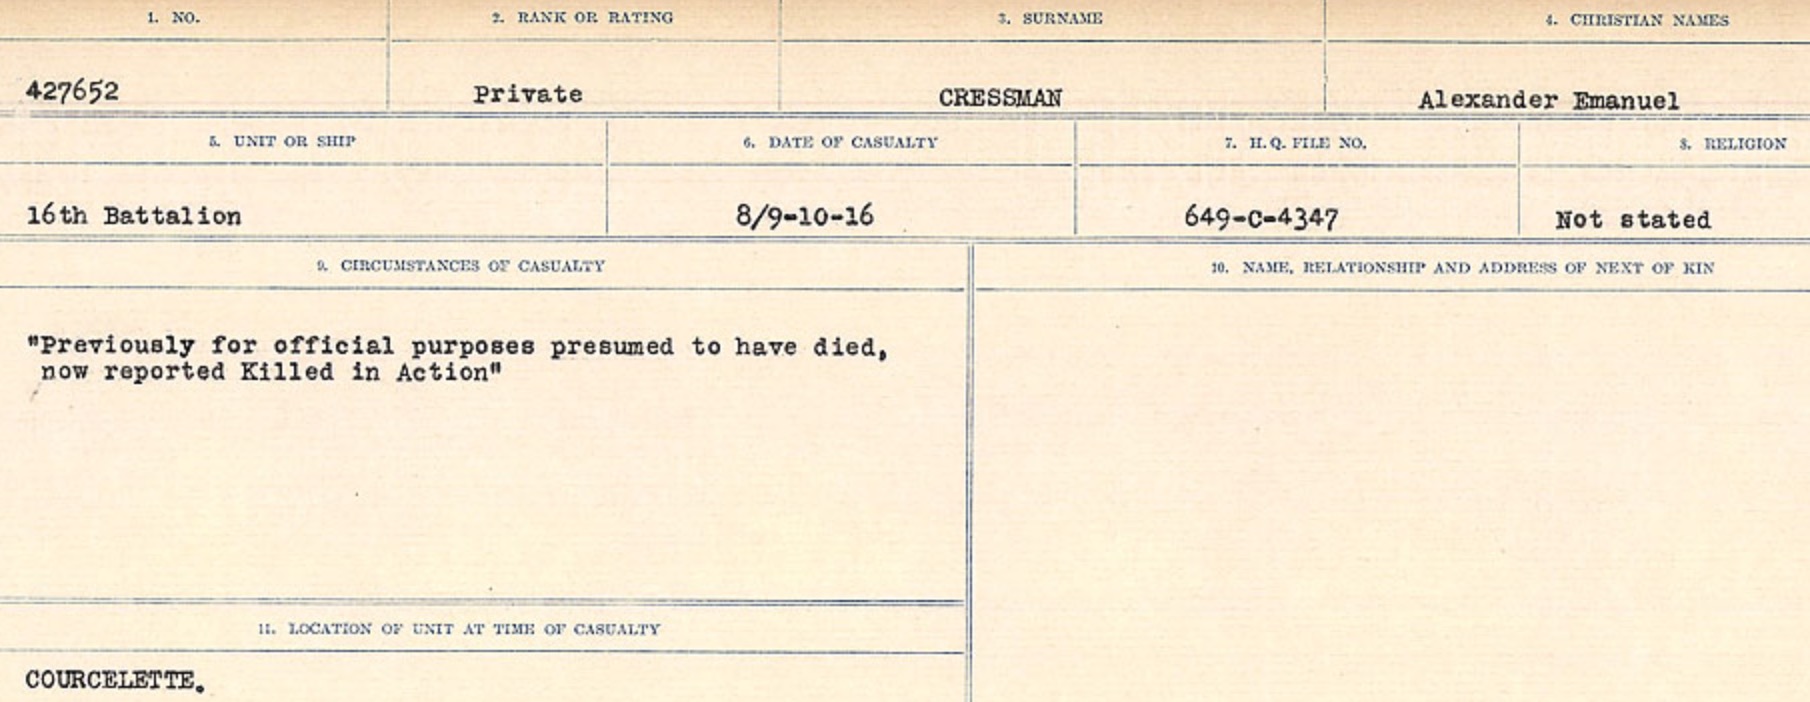 1. NO.
2. RANK OR RATING
3. SURNAME
4. CHRISTIAN NAMES
427652
Private
CRESSMAN
Alexander Emanuel
5. UNIT OR SHIP
6. DATE OF CASUALTY
7. H.Q. FILE NO.
8. RELIGION
16th Battalion
8/9-10-16
649-C-4347
Not stated
9. CIRCUMSTANCES OF CASUALTY
10. NAME, RELATIONSHIP AND ADDRESS OF NEXT OF KIN
"Previously for official purposes presumed to have died,
now reported Killed in Action"
11. LOCATION OF UNIT AT TIME OF CASUALTY
COURCELETTE.